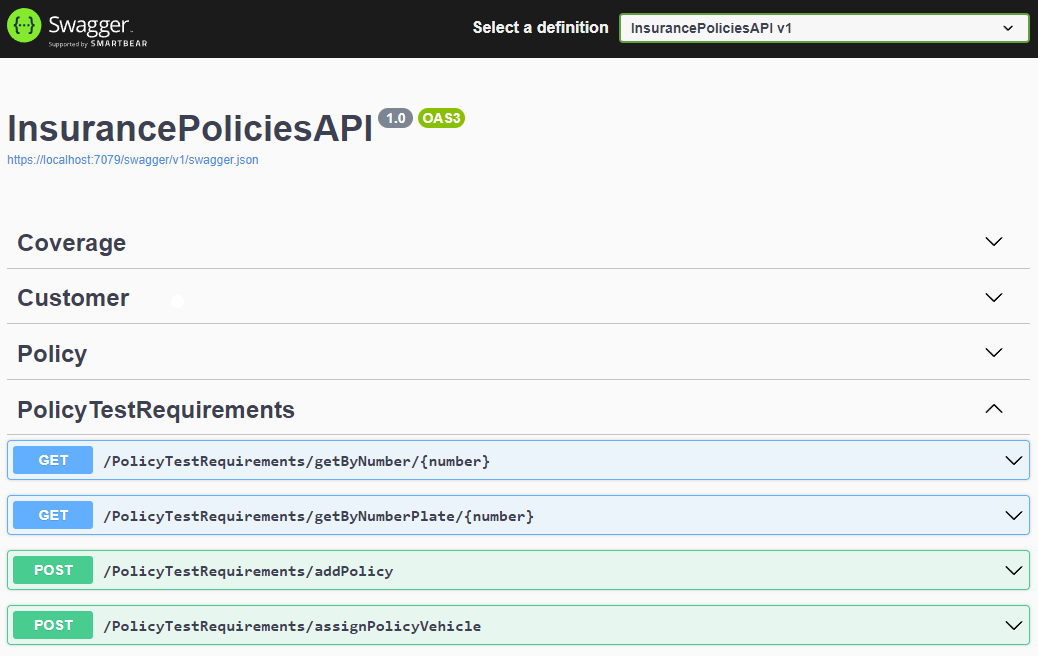 Swagger.
Supported by SMARTBEAR
Select a definition
InsurancePoliciesAPI v1
InsurancePoliciesAPI 1.0 OAS3
https://localhost:7079/swagger/v1/swagger.json
Coverage
Customer
Policy
PolicyTestRequirements
GET /PolicyTestRequirements/getByNumber/{number}
GET /PolicyTestRequirements/getByNumberPlate/{number}
POST /PolicyTestRequirements/addPolicy
POST /PolicyTestRequirements/assignPolicyVehicle